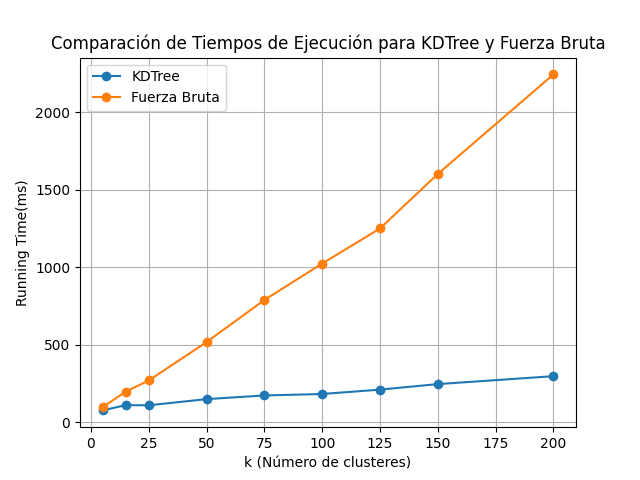 Comparación de Tiempos de Ejecución para KDTree y Fuerza Bruta
KDTree
Fuerza Bruta
2000
1500
1000
500
0
Running Time(ms)
0 25 50 75 100 125 150 175 200
k (Número de clusteres)